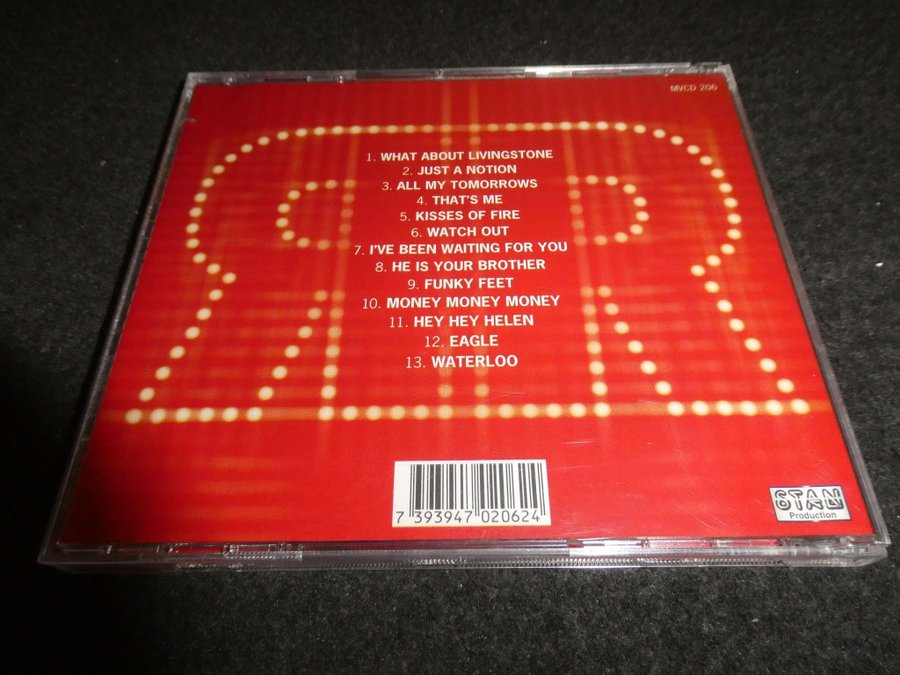 MVCD 206
1. WHAT ABOUT LIVINGSTONE
2. JUST A NOTION
3. ALL MY TOMORROWS
4. THAT'S ME
5. KISSES OF FIRE
6. WATCH OUT
7. I'VE BEEN WAITING FOR YOU
8. HE IS YOUR BROTHER
9. FUNKY FEET
10. MONEY MONEY MONEY
11. HEY HEY HELEN
12. EAGLE
13. WATERLOO
7 393947 020624
STAN
Production